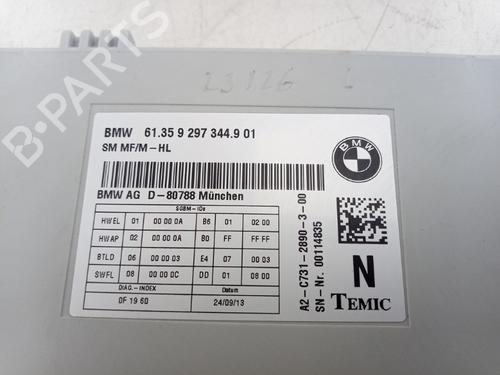 23126 L
BMW 61.35 9 297 344.9 01
SM MF/M-HL
BMW
BMW AG D-80788 München
SGBM-IDs
HWEL 01 00 00 0A B6 01 02 00
HWAP 02 00 00 0A B0 FF FF FF
BTLD 06 00 00 03 E4 07 00 03
SWFL 08 00 00 0C DD 01 08 00
DIAG.-INDEX Datum
0F 19 60 24/09/13
A2-C731-2890-3-00
SN-Nr. 00114835
N
TEMIC